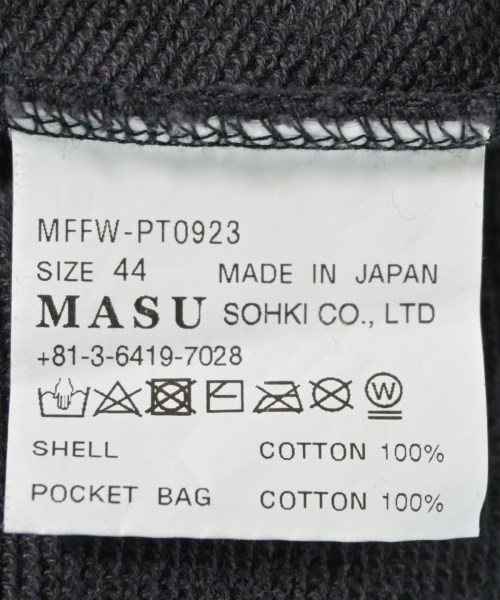 MFFW-PT0923
SIZE 44 MADE IN JAPAN
MASU SOHKI CO., LTD
+81-3-6419-7028
W
SHELL COTTON 100%
POCKET BAG COTTON 100%